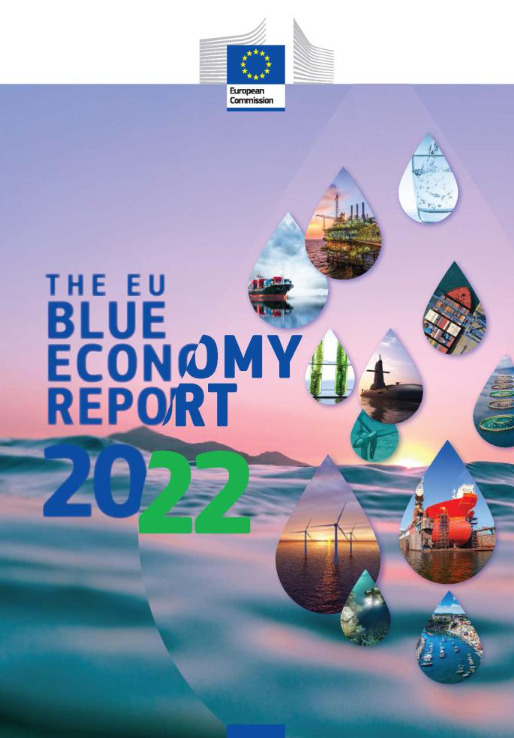 European
Commission
THE EU
BLUE
ECONOMY
REPORT
2022